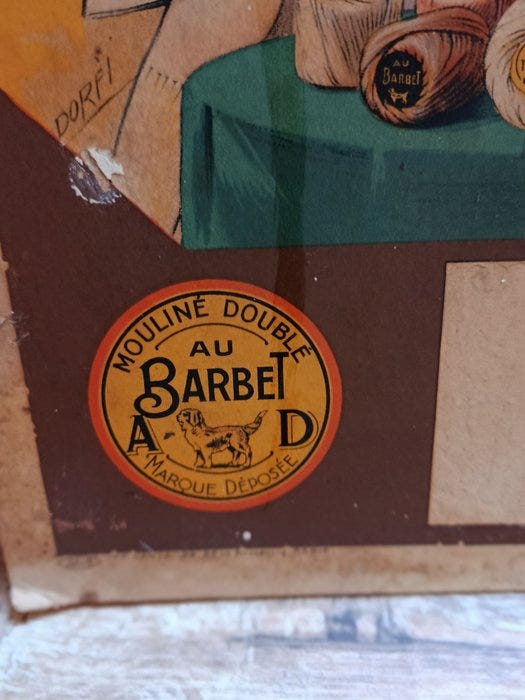 DORFI
AU
BARBET
MOULINÉ DOUBLÉ
AU
BARBET
A D
MARQUE DÉPOSÉE